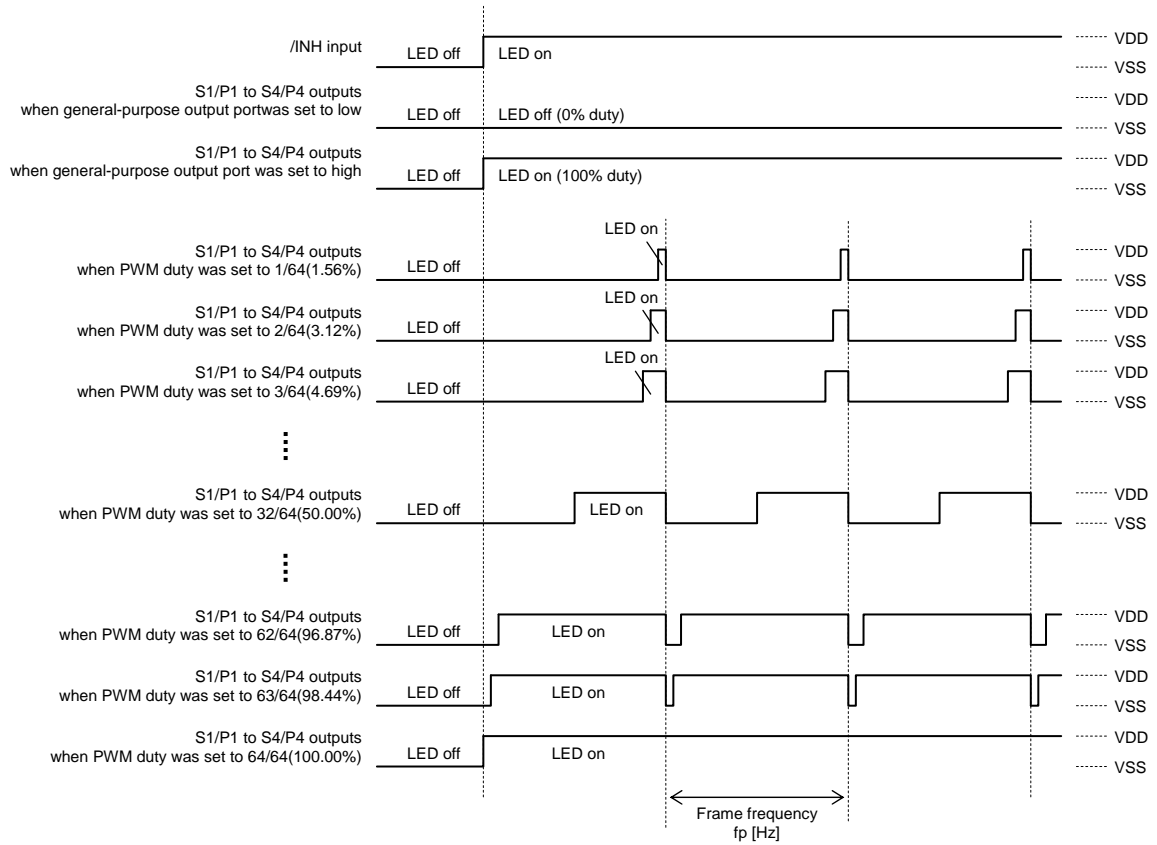 /INH input
LED off
LED on
VDD
VSS
S1/P1 to S4/P4 outputs
when general-purpose output portwas set to low
LED off
LED off (0% duty)
VDD
VSS
S1/P1 to S4/P4 outputs
when general-purpose output port was set to high
LED off
LED on (100% duty)
VDD
VSS
S1/P1 to S4/P4 outputs
when PWM duty was set to 1/64(1.56%)
LED off
LED on
VDD
VSS
S1/P1 to S4/P4 outputs
when PWM duty was set to 2/64(3.12%)
LED off
LED on
VDD
VSS
S1/P1 to S4/P4 outputs
when PWM duty was set to 3/64(4.69%)
LED off
LED on
VDD
VSS
S1/P1 to S4/P4 outputs
when PWM duty was set to 32/64(50.00%)
LED off
LED on
VDD
VSS
S1/P1 to S4/P4 outputs
when PWM duty was set to 62/64(96.87%)
LED off
LED on
VDD
VSS
S1/P1 to S4/P4 outputs
when PWM duty was set to 63/64(98.44%)
LED off
LED on
VDD
VSS
S1/P1 to S4/P4 outputs
when PWM duty was set to 64/64(100.00%)
LED off
LED on
VDD
VSS
Frame frequency
fp [Hz]